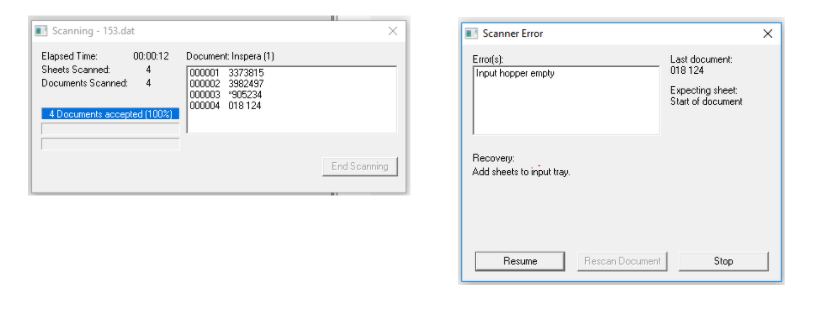 Scanning - 153.dat
Elapsed Time: 00:00:12
Sheets Scanned: 4
Documents Scanned: 4
4 Documents accepted (100%)
Document: Inspera (1)
000001 3373815
000002 3982497
000003 *905234
000004 018 124
End Scanning
Scanner Error
Error(s):
Input hopper empty
Last document:
018 124
Expecting sheet:
Start of document
Recovery:
Add sheets to input tray.
Resume
Rescan Document
Stop